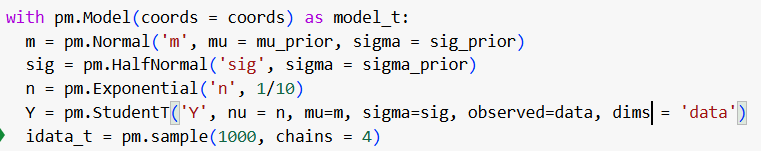 with pm.Model(coords = coords) as model_t:
  m = pm.Normal('m', mu = mu_prior, sigma = sig_prior)
  sig = pm.HalfNormal('sig', sigma = sigma_prior)
  n = pm.Exponential('n', 1/10)
  Y = pm.StudentT('Y', nu = n, mu=m, sigma=sig, observed=data, dims = 'data')
  idata_t = pm.sample(1000, chains = 4)